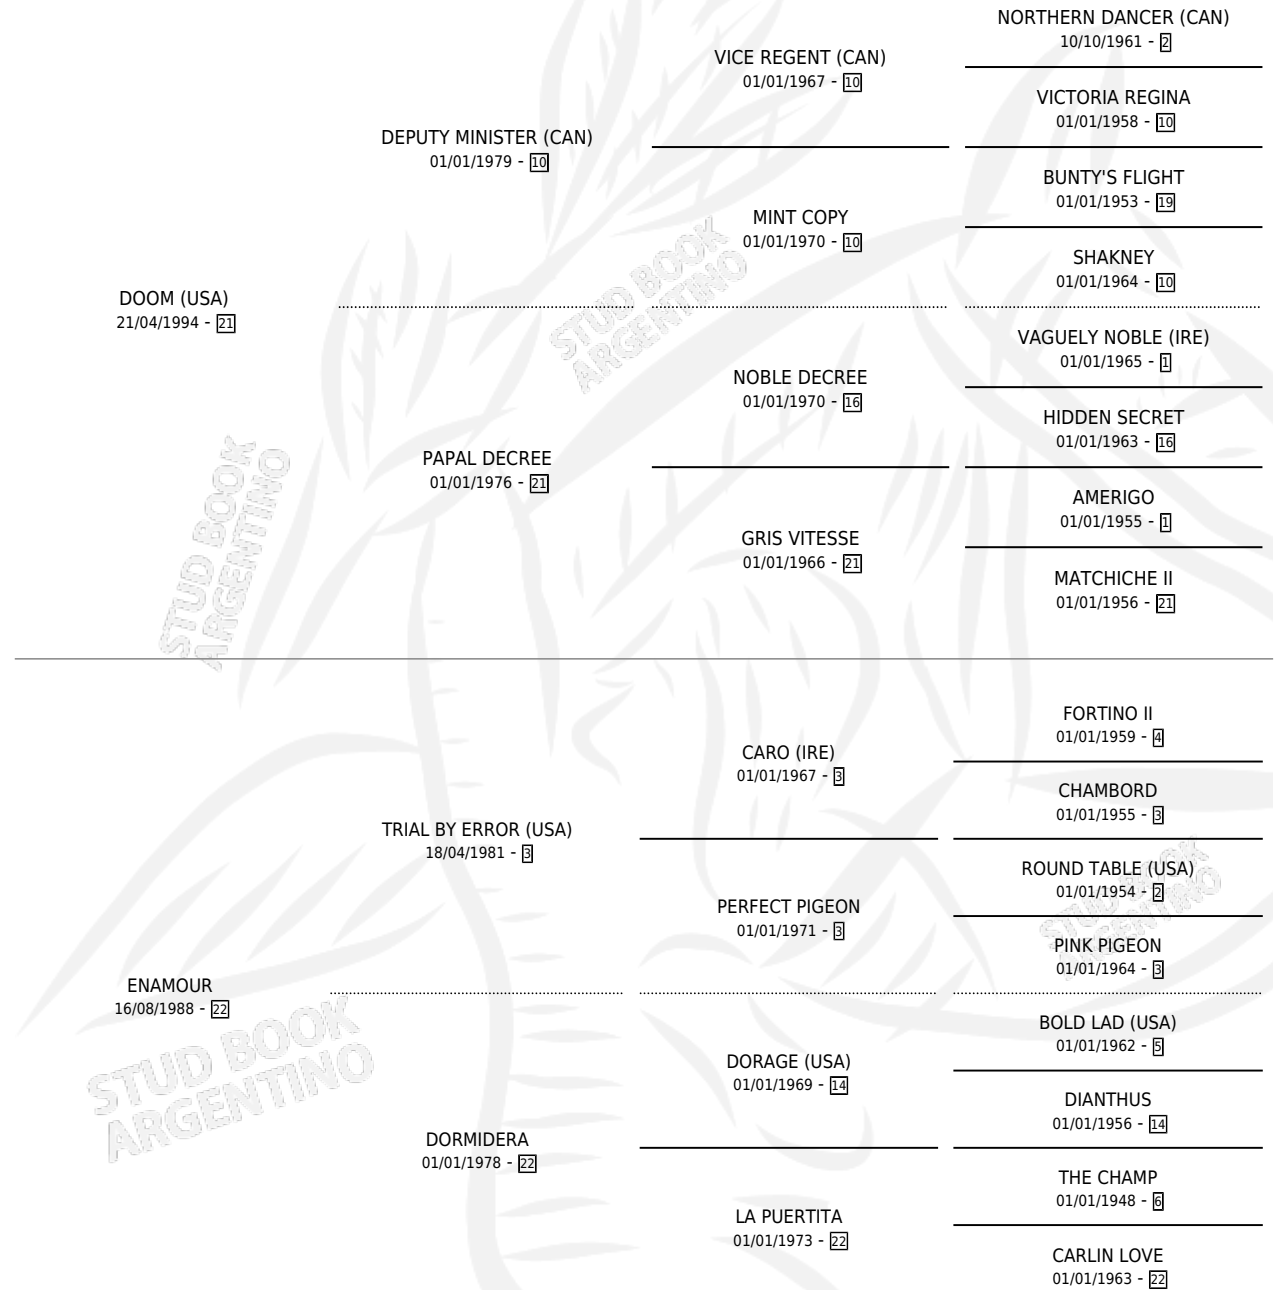 NORTHERN DANCER (CAN)
10/10/1961 - 2
VICE REGENT (CAN)
01/01/1967 - 10
VICTORIA REGINA
01/01/1958 - 10
DEPUTY MINISTER (CAN)
01/01/1979 - 10
BUNTY'S FLIGHT
01/01/1953 - 19
MINT COPY
01/01/1970 - 10
SHAKNEY
01/01/1964 - 10
DOOM (USA)
21/04/1994 - 21
VAGUELY NOBLE (IRE)
01/01/1965 - 1
NOBLE DECREE
01/01/1970 - 16
HIDDEN SECRET
01/01/1963 - 16
PAPAL DECREE
01/01/1976 - 21
AMERIGO
01/01/1955 - 1
GRIS VITESSE
01/01/1966 - 21
MATCHICHE II
01/01/1956 - 21
FORTINO II
01/01/1959 - 4
CARO (IRE)
01/01/1967 - 3
CHAMBORD
01/01/1955 - 3
TRIAL BY ERROR (USA)
18/04/1981 - 3
ROUND TABLE (USA)
01/01/1954 - 2
PERFECT PIGEON
01/01/1971 - 3
PINK PIGEON
01/01/1964 - 3
ENAMOUR
16/08/1988 - 22
BOLD LAD (USA)
01/01/1962 - 5
DORAGE (USA)
01/01/1969 - 14
DIANTHUS
01/01/1956 - 14
DORMIDERA
01/01/1978 - 22
THE CHAMP
01/01/1948 - 6
LA PUERTITA
01/01/1973 - 22
CARLIN LOVE
01/01/1963 - 22
STUD BOOK
ARGENTINO
STUD BOOK
ARGENTINO
STUD BOOK
ARGENTINO
STUD BOOK
ARGENTINO